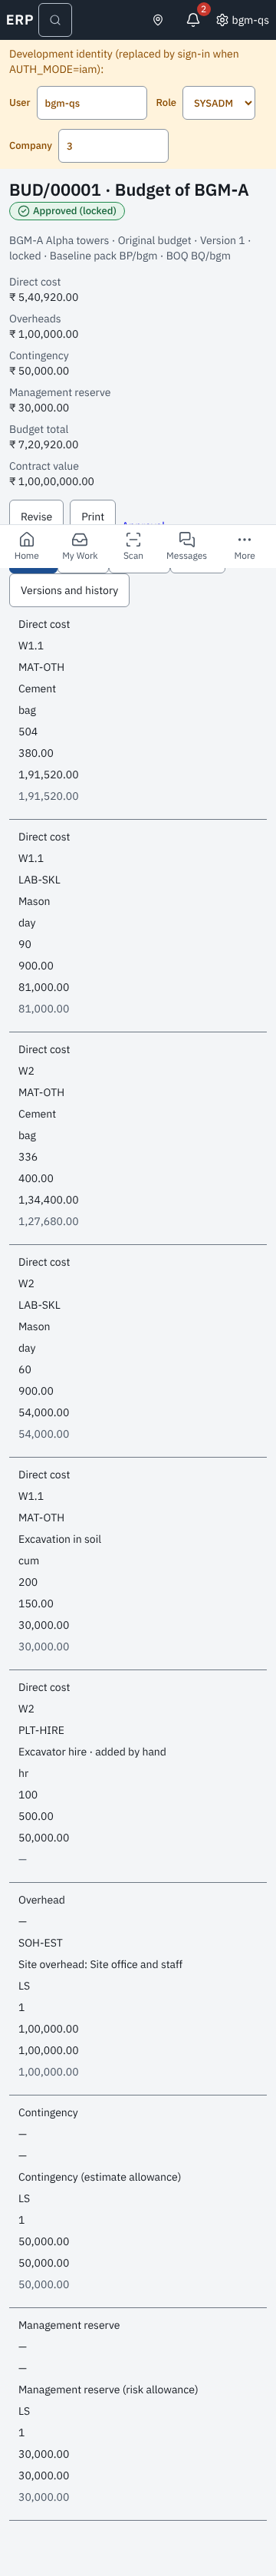 ERP
2
bgm-qs
Development identity (replaced by sign-in when
AUTH_MODE=iam):
User bgm-qs Role SYSADM
Company 3
BUD/00001 · Budget of BGM-A
Approved (locked)
BGM-A Alpha towers · Original budget · Version 1 ·
locked · Baseline pack BP/bgm · BOQ BQ/bgm
Direct cost
₹ 5,40,920.00
Overheads
₹ 1,00,000.00
Contingency
₹ 50,000.00
Management reserve
₹ 30,000.00
Budget total
₹ 7,20,920.00
Contract value
₹ 1,00,00,000.00
Revise Print
Home My Work Scan Messages More
Versions and history
Direct cost
W1.1
MAT-OTH
Cement
bag
504
380.00
1,91,520.00
1,91,520.00
Direct cost
W1.1
LAB-SKL
Mason
day
90
900.00
81,000.00
81,000.00
Direct cost
W2
MAT-OTH
Cement
bag
336
400.00
1,34,400.00
1,27,680.00
Direct cost
W2
LAB-SKL
Mason
day
60
900.00
54,000.00
54,000.00
Direct cost
W1.1
MAT-OTH
Excavation in soil
cum
200
150.00
30,000.00
30,000.00
Direct cost
W2
PLT-HIRE
Excavator hire · added by hand
hr
100
500.00
50,000.00
—
Overhead
—
SOH-EST
Site overhead: Site office and staff
LS
1
1,00,000.00
1,00,000.00
1,00,000.00
Contingency
—
—
Contingency (estimate allowance)
LS
1
50,000.00
50,000.00
50,000.00
Management reserve
—
—
Management reserve (risk allowance)
LS
1
30,000.00
30,000.00
30,000.00